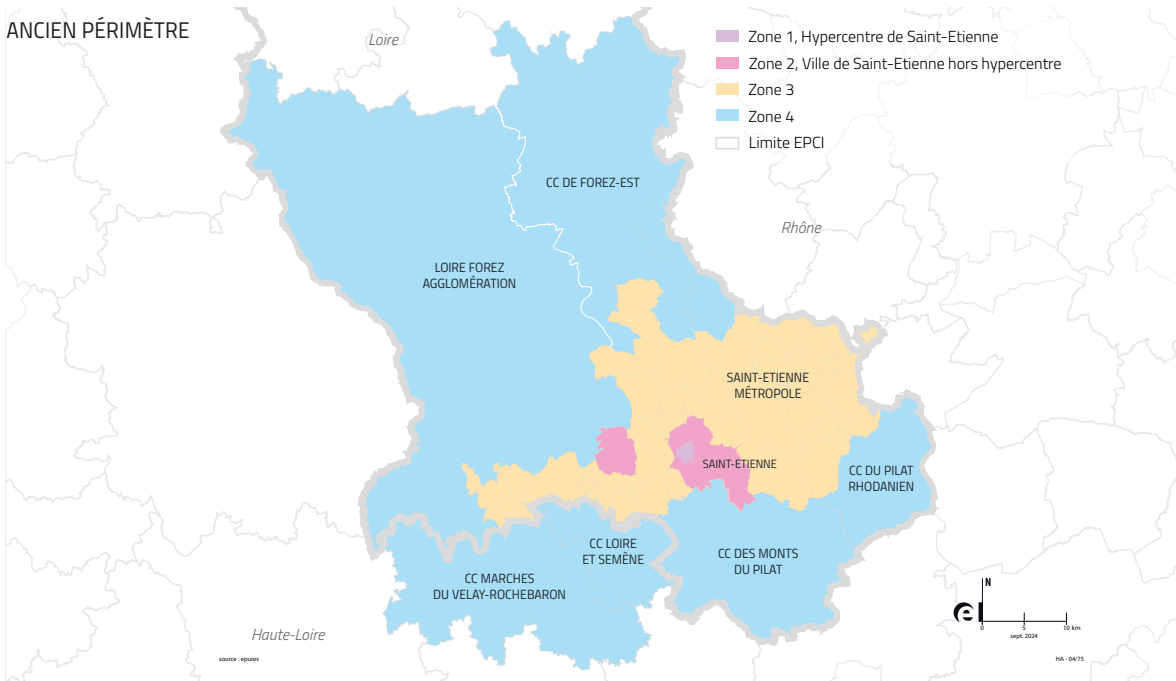 ANCIEN PÉRIMÈTRE
Loire
Zone 1, Hypercentre de Saint-Etienne
Zone 2, Ville de Saint-Etienne hors hypercentre
Zone 3
Zone 4
Limite EPCI
CC DE FOREZ-EST
Rhône
LOIRE FOREZ
AGGLOMÉRATION
SAINT-ETIENNE
MÉTROPOLE
SAINT-ETIENNE
CC DU PILAT
RHODANIEN
CC LOIRE
ET SEMÈNE
CC DES MONTS
DU PILAT
CC MARCHES
DU VELAY-ROCHEBARON
Haute-Loire
N
e
0 5 10 km
sept. 2024
source : epures
HA - 04/75